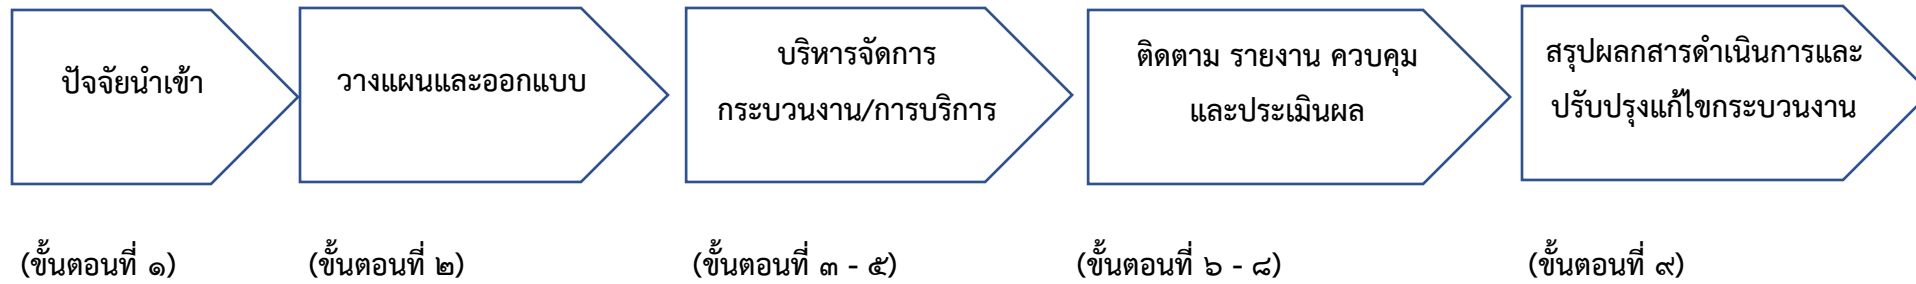 ปัจจัยนำเข้า
วางแผนและออกแบบ
บริหารจัดการ
กระบวนงาน/การบริการ
ติดตาม รายงาน ควบคุม
และประเมินผล
สรุปผลกสารดำเนินการและ
ปรับปรุงแก้ไขกระบวนงาน
(ขั้นตอนที่ ๑)
(ขั้นตอนที่ ๒)
(ขั้นตอนที่ ๓ - ๕)
(ขั้นตอนที่ ๖ - ๘)
(ขั้นตอนที่ ๙)